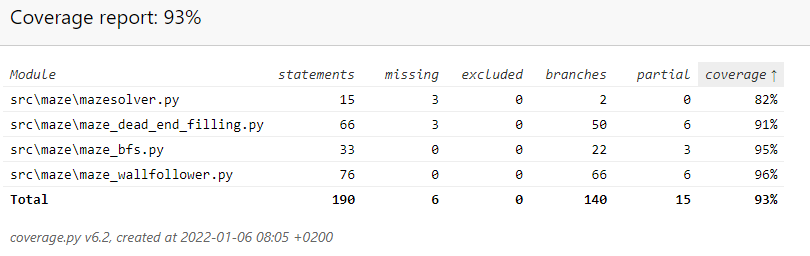 Coverage report: 93%
Module statements missing excluded branches partial coverage ↑
src\maze\mazesolver.py 15 3 0 2 0 82%
src\maze\maze_dead_end_filling.py 66 3 0 50 6 91%
src\maze\maze_bfs.py 33 0 0 22 3 95%
src\maze\maze_wallfollower.py 76 0 0 66 6 96%
Total 190 6 0 140 15 93%
coverage.py v6.2, created at 2022-01-06 08:05 +0200